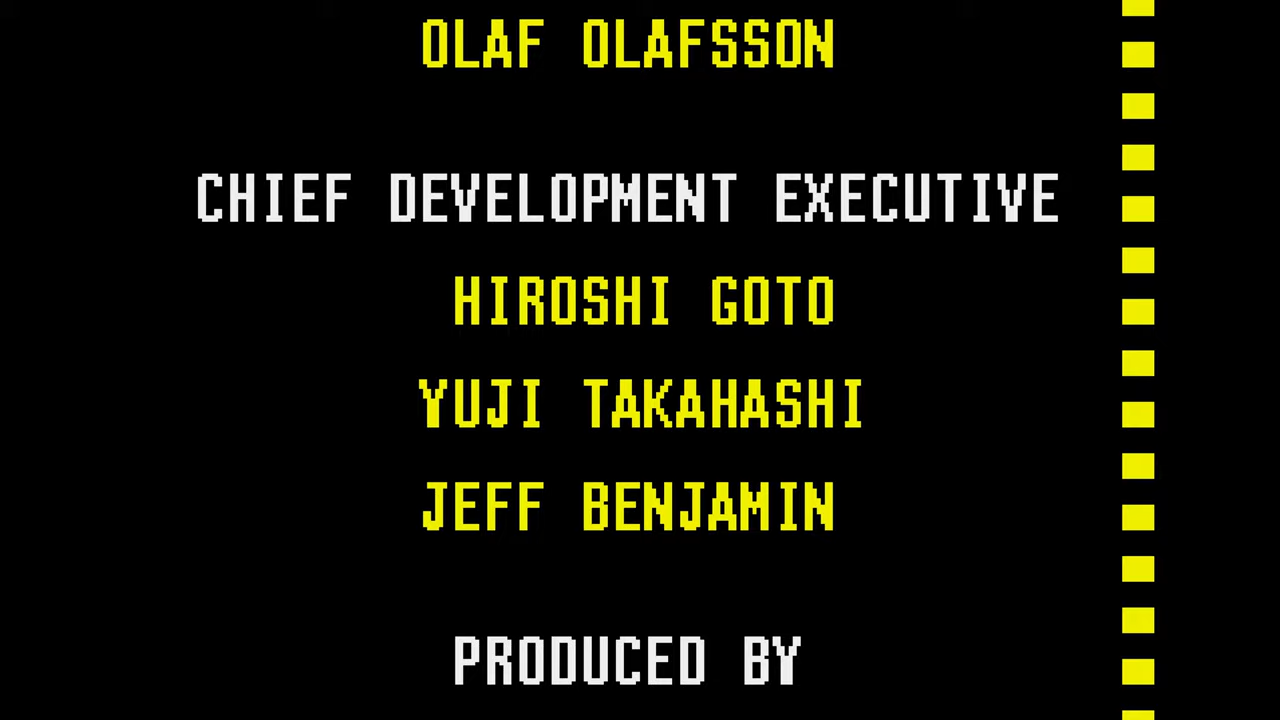 OLAF OLAFSSON
CHIEF DEVELOPMENT EXECUTIVE
HIROSHI GOTO
YUJI TAKAHASHI
JEFF BENJAMIN
PRODUCED BY